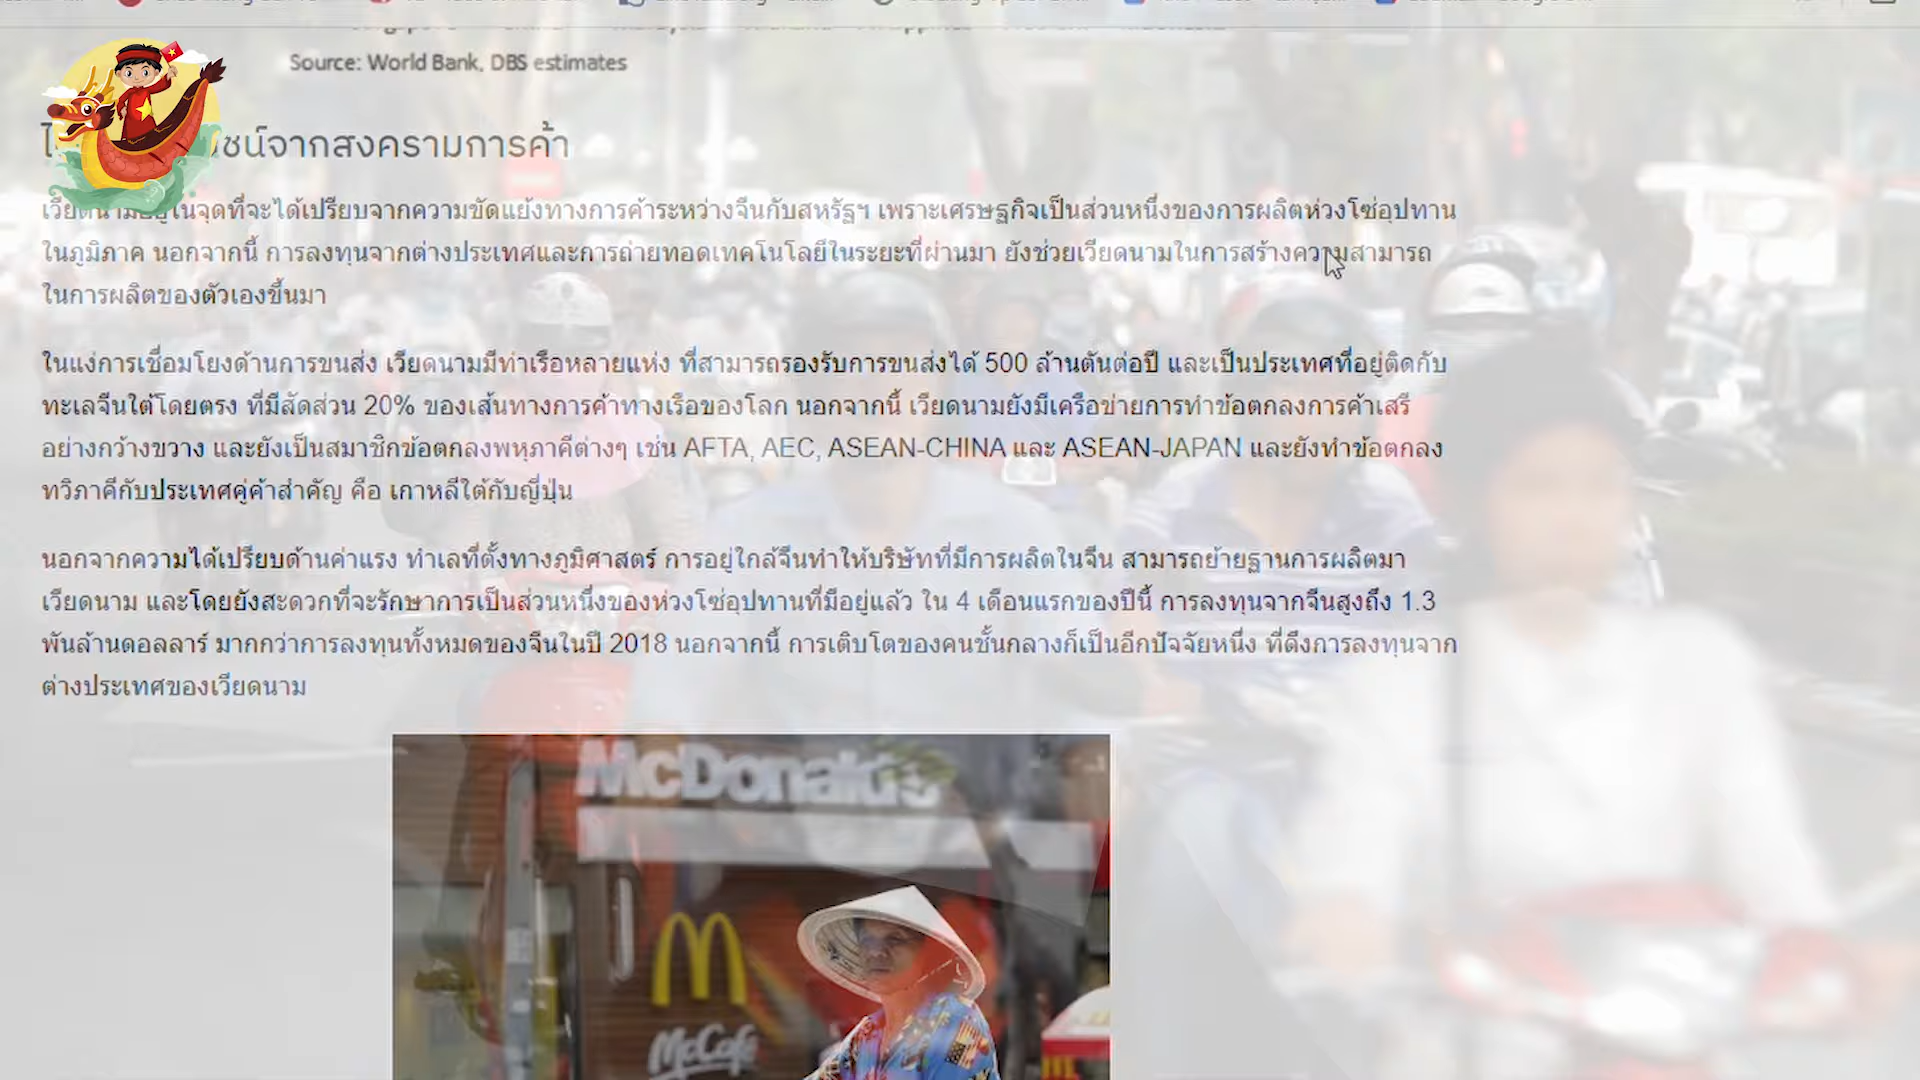 Source: World Bank, DBS estimates
ชน์จากสงครามการค้า
เวียดนามอยู่ในจุดที่จะได้เปรียบจากความขัดแย้งทางการค้าระหว่างจีนกับสหรัฐฯ เพราะเศรษฐกิจเป็นส่วนหนึ่งของการผลิตห่วงโซ่อุปทาน
ในภูมิภาค นอกจากนี้ การลงทุนจากต่างประเทศและการถ่ายทอดเทคโนโลยีในระยะที่ผ่านมา ยังช่วยเวียดนามในการสร้างความสามารถ
ในการผลิตของตัวเองขึ้นมา
ในแง่การเชื่อมโยงด้านการขนส่ง เวียดนามมีท่าเรือหลายแห่ง ที่สามารถรองรับการขนส่งได้ 500 ล้านตันต่อปี และเป็นประเทศที่อยู่ติดกับ
ทะเลจีนใต้โดยตรง ที่มีสัดส่วน 20% ของเส้นทางการค้าทางเรือของโลก นอกจากนี้ เวียดนามยังมีเครือข่ายการทำข้อตกลงการค้าเสรี
อย่างกว้างขวาง และยังเป็นสมาชิกข้อตกลงพหุภาคีต่างๆ เช่น AFTA, AEC, ASEAN-CHINA และ ASEAN-JAPAN และยังทำข้อตกลง
ทวิภาคีกับประเทศคู่ค้าสำคัญ คือ เกาหลีใต้กับญี่ปุ่น
นอกจากความได้เปรียบด้านค่าแรง ทำเลที่ตั้งทางภูมิศาสตร์ การอยู่ใกล้จีนทำให้บริษัทที่มีการผลิตในจีน สามารถย้ายฐานการผลิตมา
เวียดนาม และโดยยังสะดวกที่จะรักษาการเป็นส่วนหนึ่งของห่วงโซ่อุปทานที่มีอยู่แล้ว ใน 4 เดือนแรกของปีนี้ การลงทุนจากจีนสูงถึง 1.3
พันล้านดอลลาร์ มากกว่าการลงทุนทั้งหมดของจีนในปี 2018 นอกจากนี้ การเติบโตของคนชั้นกลางก็เป็นอีกปัจจัยหนึ่ง ที่ดึงการลงทุนจาก
ต่างประเทศของเวียดนาม
McDonald's
McCafé